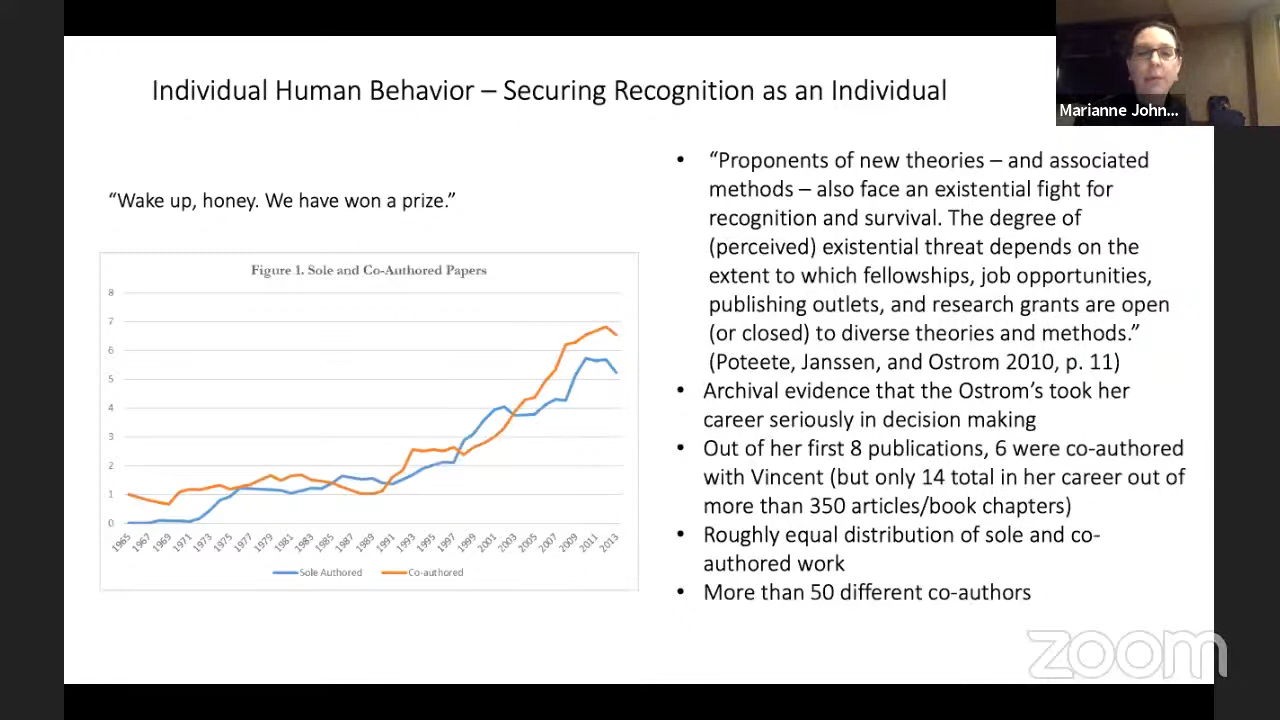 Individual Human Behavior – Securing Recognition as an Individual
Marianne John...
“Wake up, honey. We have won a prize.”
Figure 1. Sole and Co-Authored Papers
8
7
6
5
4
3
2
1
0
1965
1967
1969
1971
1973
1975
1977
1979
1981
1983
1985
1987
1989
1991
1993
1995
1997
1999
2001
2003
2005
2007
2009
2011
2013
Sole Authored
Co-authored
• “Proponents of new theories – and associated
methods – also face an existential fight for
recognition and survival. The degree of
(perceived) existential threat depends on the
extent to which fellowships, job opportunities,
publishing outlets, and research grants are open
(or closed) to diverse theories and methods.”
(Poteete, Janssen, and Ostrom 2010, p. 11)
• Archival evidence that the Ostrom’s took her
career seriously in decision making
• Out of her first 8 publications, 6 were co-authored
with Vincent (but only 14 total in her career out of
more than 350 articles/book chapters)
• Roughly equal distribution of sole and co-
authored work
• More than 50 different co-authors
zoom